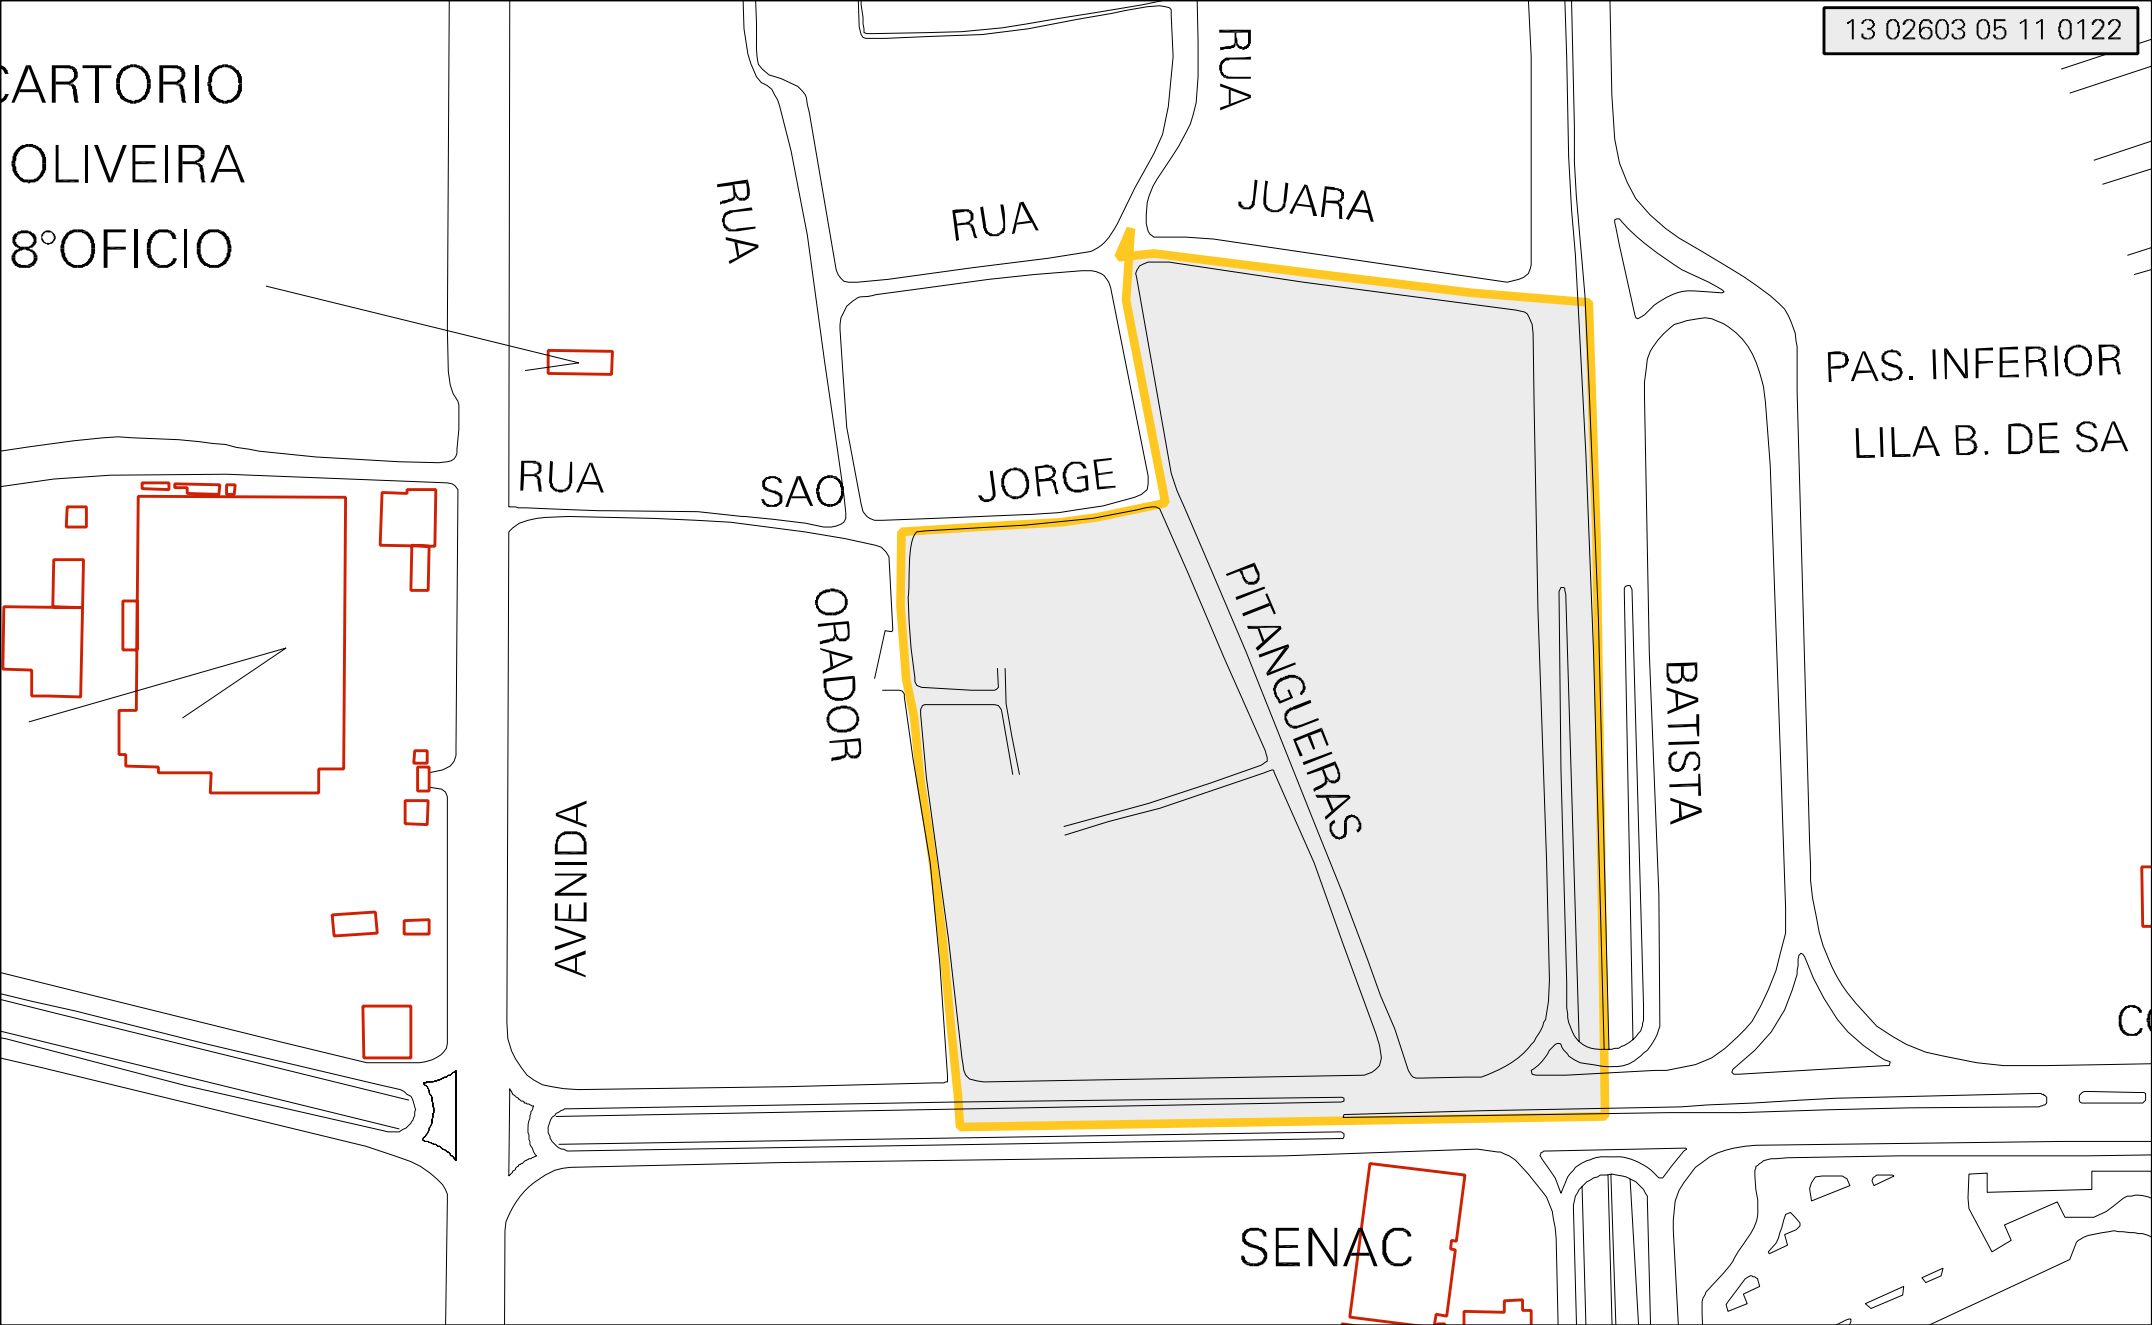 13 02603 05 11 0122
CARTORIO
OLIVEIRA
8°OFICIO
RUA
RUA
RUA
JUARA
PAS. INFERIOR
LILA B. DE SA
RUA
SAO
JORGE
ORADOR
PITANGUEIRAS
BATISTA
AVENIDA
SENAC